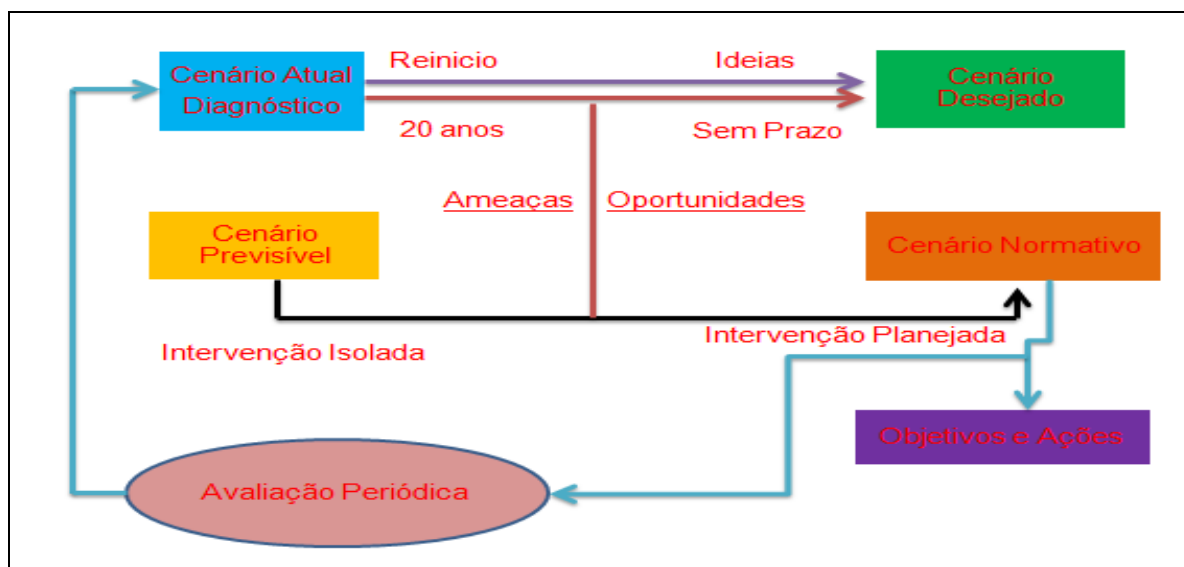 Cenário Atual
Diagnóstico
Reinicio
Ideias
Cenário
Desejado
20 anos
Sem Prazo
Ameaças
Oportunidades
Cenário
Previsível
Cenário Normativo
Intervenção Isolada
Intervenção Planejada
Objetivos e Ações
Avaliação Periódica